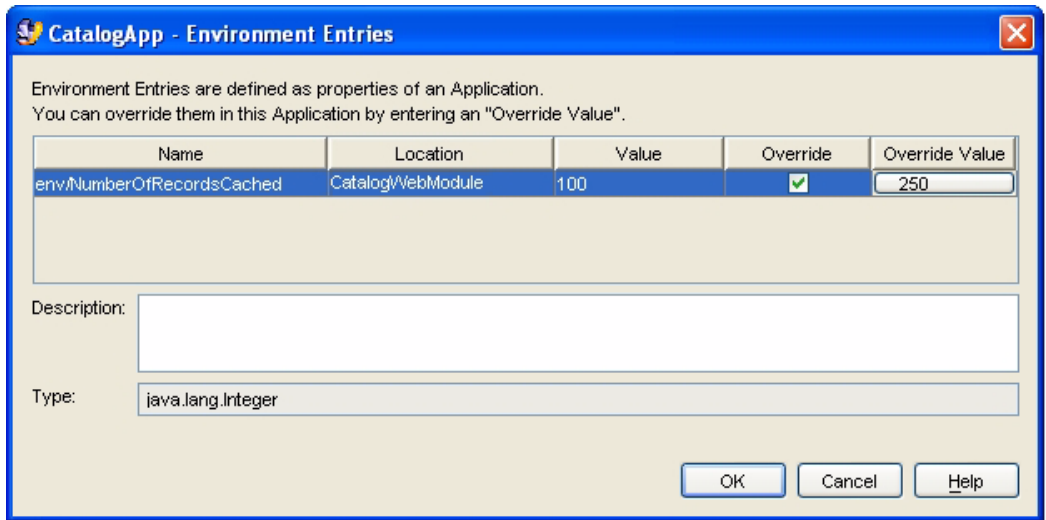 CatalogApp - Environment Entries
Environment Entries are defined as properties of an Application.
You can override them in this Application by entering an "Override Value".
Name Location Value Override Override Value
env/NumberOfRecordsCached CatalogWebModule 100 250
Description:
Type: java.lang.Integer
OK Cancel Help